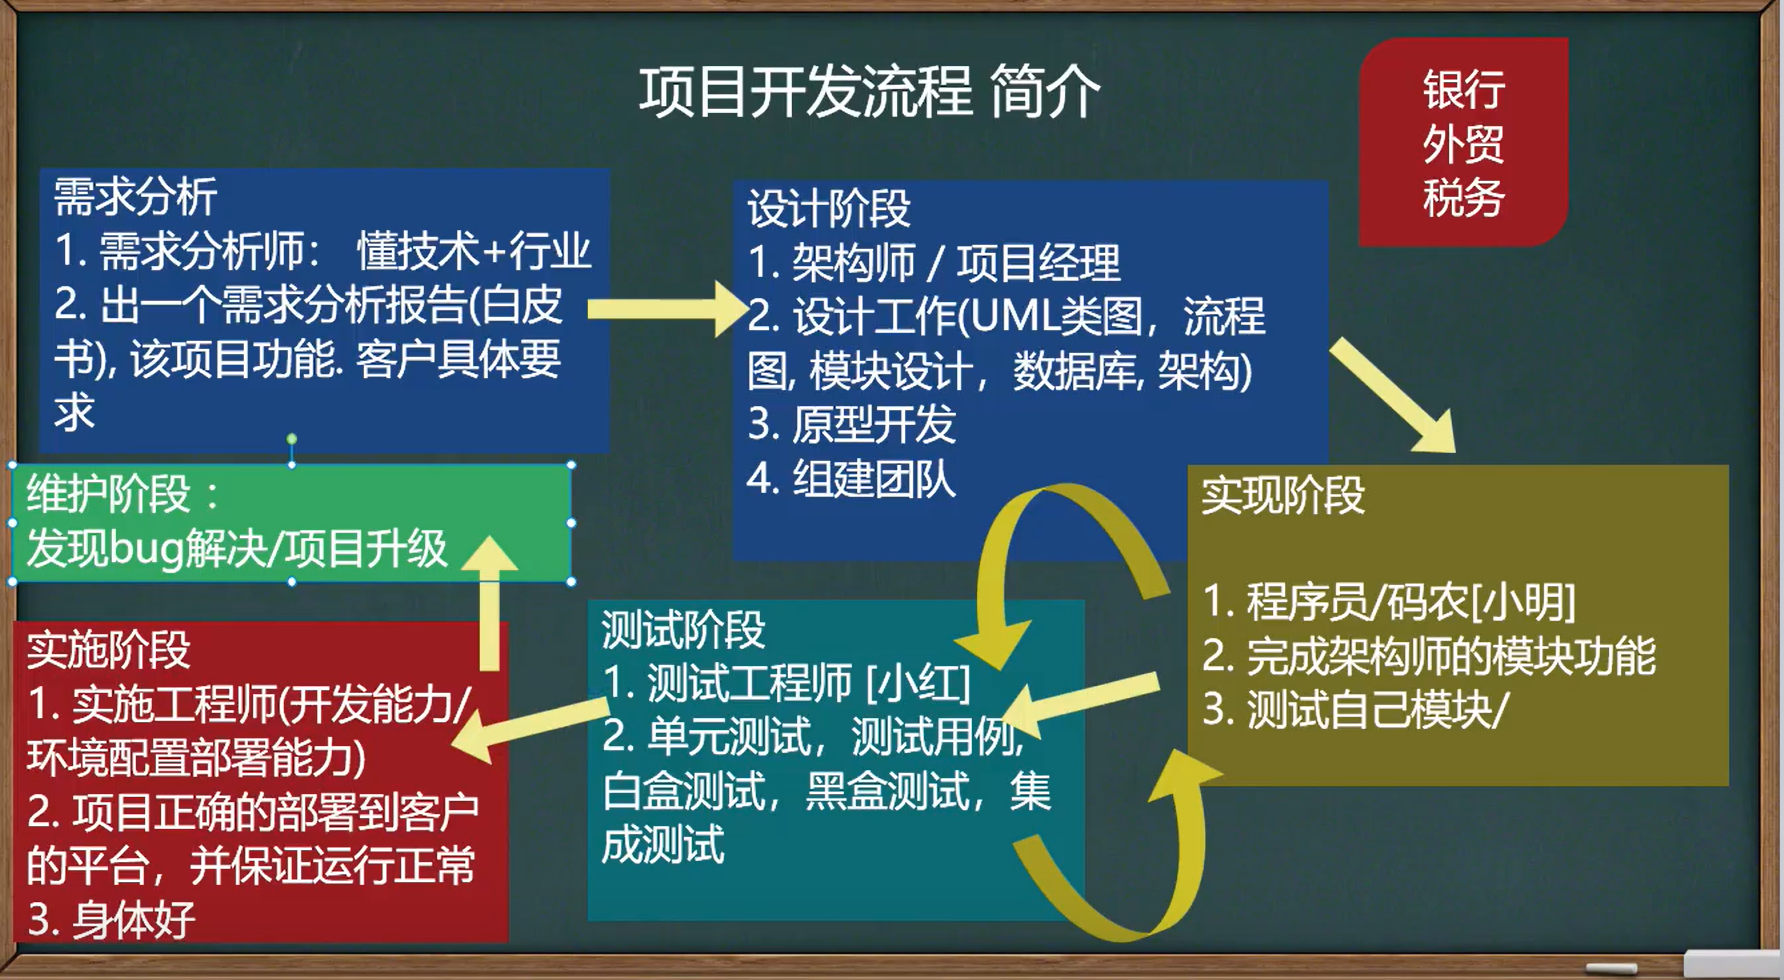 项目开发流程 简介
银行
外贸
税务
需求分析
1. 需求分析师： 懂技术+行业
2. 出一个需求分析报告(白皮
书), 该项目功能. 客户具体要
求
设计阶段
1. 架构师 / 项目经理
2. 设计工作(UML类图，流程
图, 模块设计，数据库, 架构)
3. 原型开发
4. 组建团队
实现阶段
1. 程序员/码农[小明]
2. 完成架构师的模块功能
3. 测试自己模块/
测试阶段
1. 测试工程师 [小红]
2. 单元测试，测试用例,
白盒测试，黑盒测试，集
成测试
实施阶段
1. 实施工程师(开发能力/
环境配置部署能力)
2. 项目正确的部署到客户
的平台，并保证运行正常
3. 身体好
维护阶段：
发现bug解决/项目升级